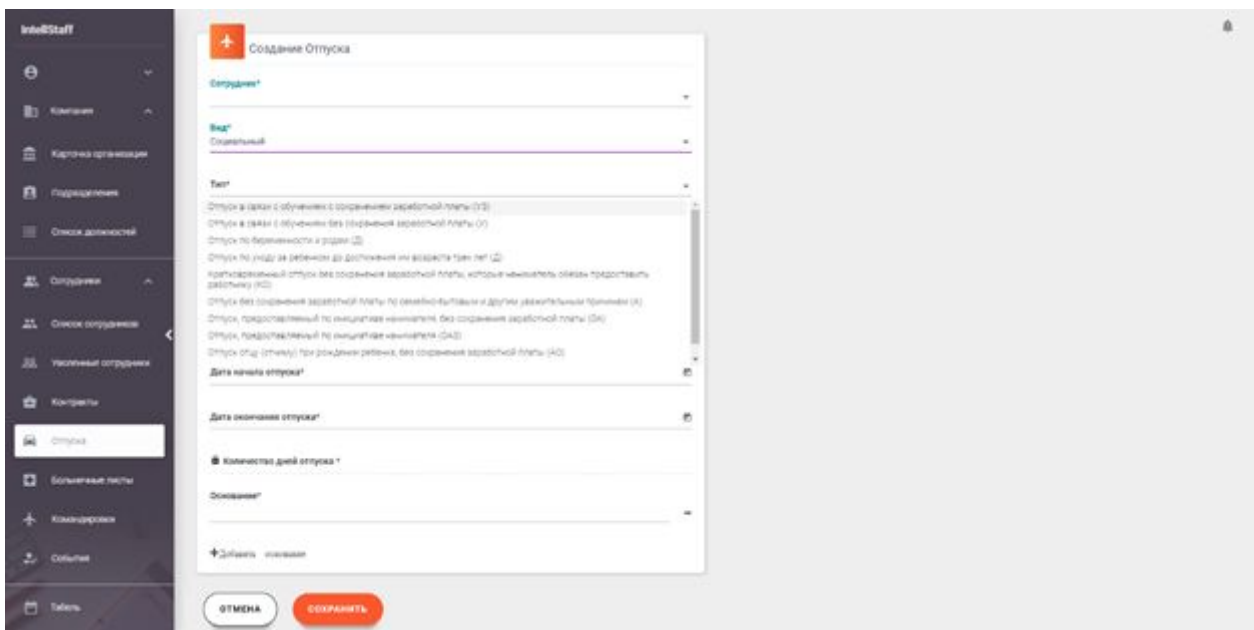 IntellStaff
Компания
Карточка организации
Подразделения
Список должностей
Сотрудники
Список сотрудников
Уволенные сотрудники
Контракты
Отпуска
Больничные листы
Командировки
События
Табель
Создание Отпуска
Сотрудник*
Вид*
Социальный
Тип*
Отпуск в связи с обучением с сохранением заработной платы (УЗ)
Отпуск в связи с обучением без сохранения заработной платы (У)
Отпуск по беременности и родам (Д)
Отпуск по уходу за ребенком до достижения им возраста трех лет (Д)
Кратковременный отпуск без сохранения заработной платы, которые наниматель обязан предоставить
работнику (КО)
Отпуск без сохранения заработной платы по семейно-бытовым и другим уважительным причинам (А)
Отпуск, предоставляемый по инициативе нанимателя, без сохранения заработной платы (ОА)
Отпуск, предоставляемый по инициативе нанимателя (ОАЗ)
Отпуск отцу (отчиму) при рождении ребенка, без сохранения заработной платы (АО)
Дата начала отпуска*
Дата окончания отпуска*
Количество дней отпуска *
Основание*
Добавить основание
ОТМЕНА
СОХРАНИТЬ